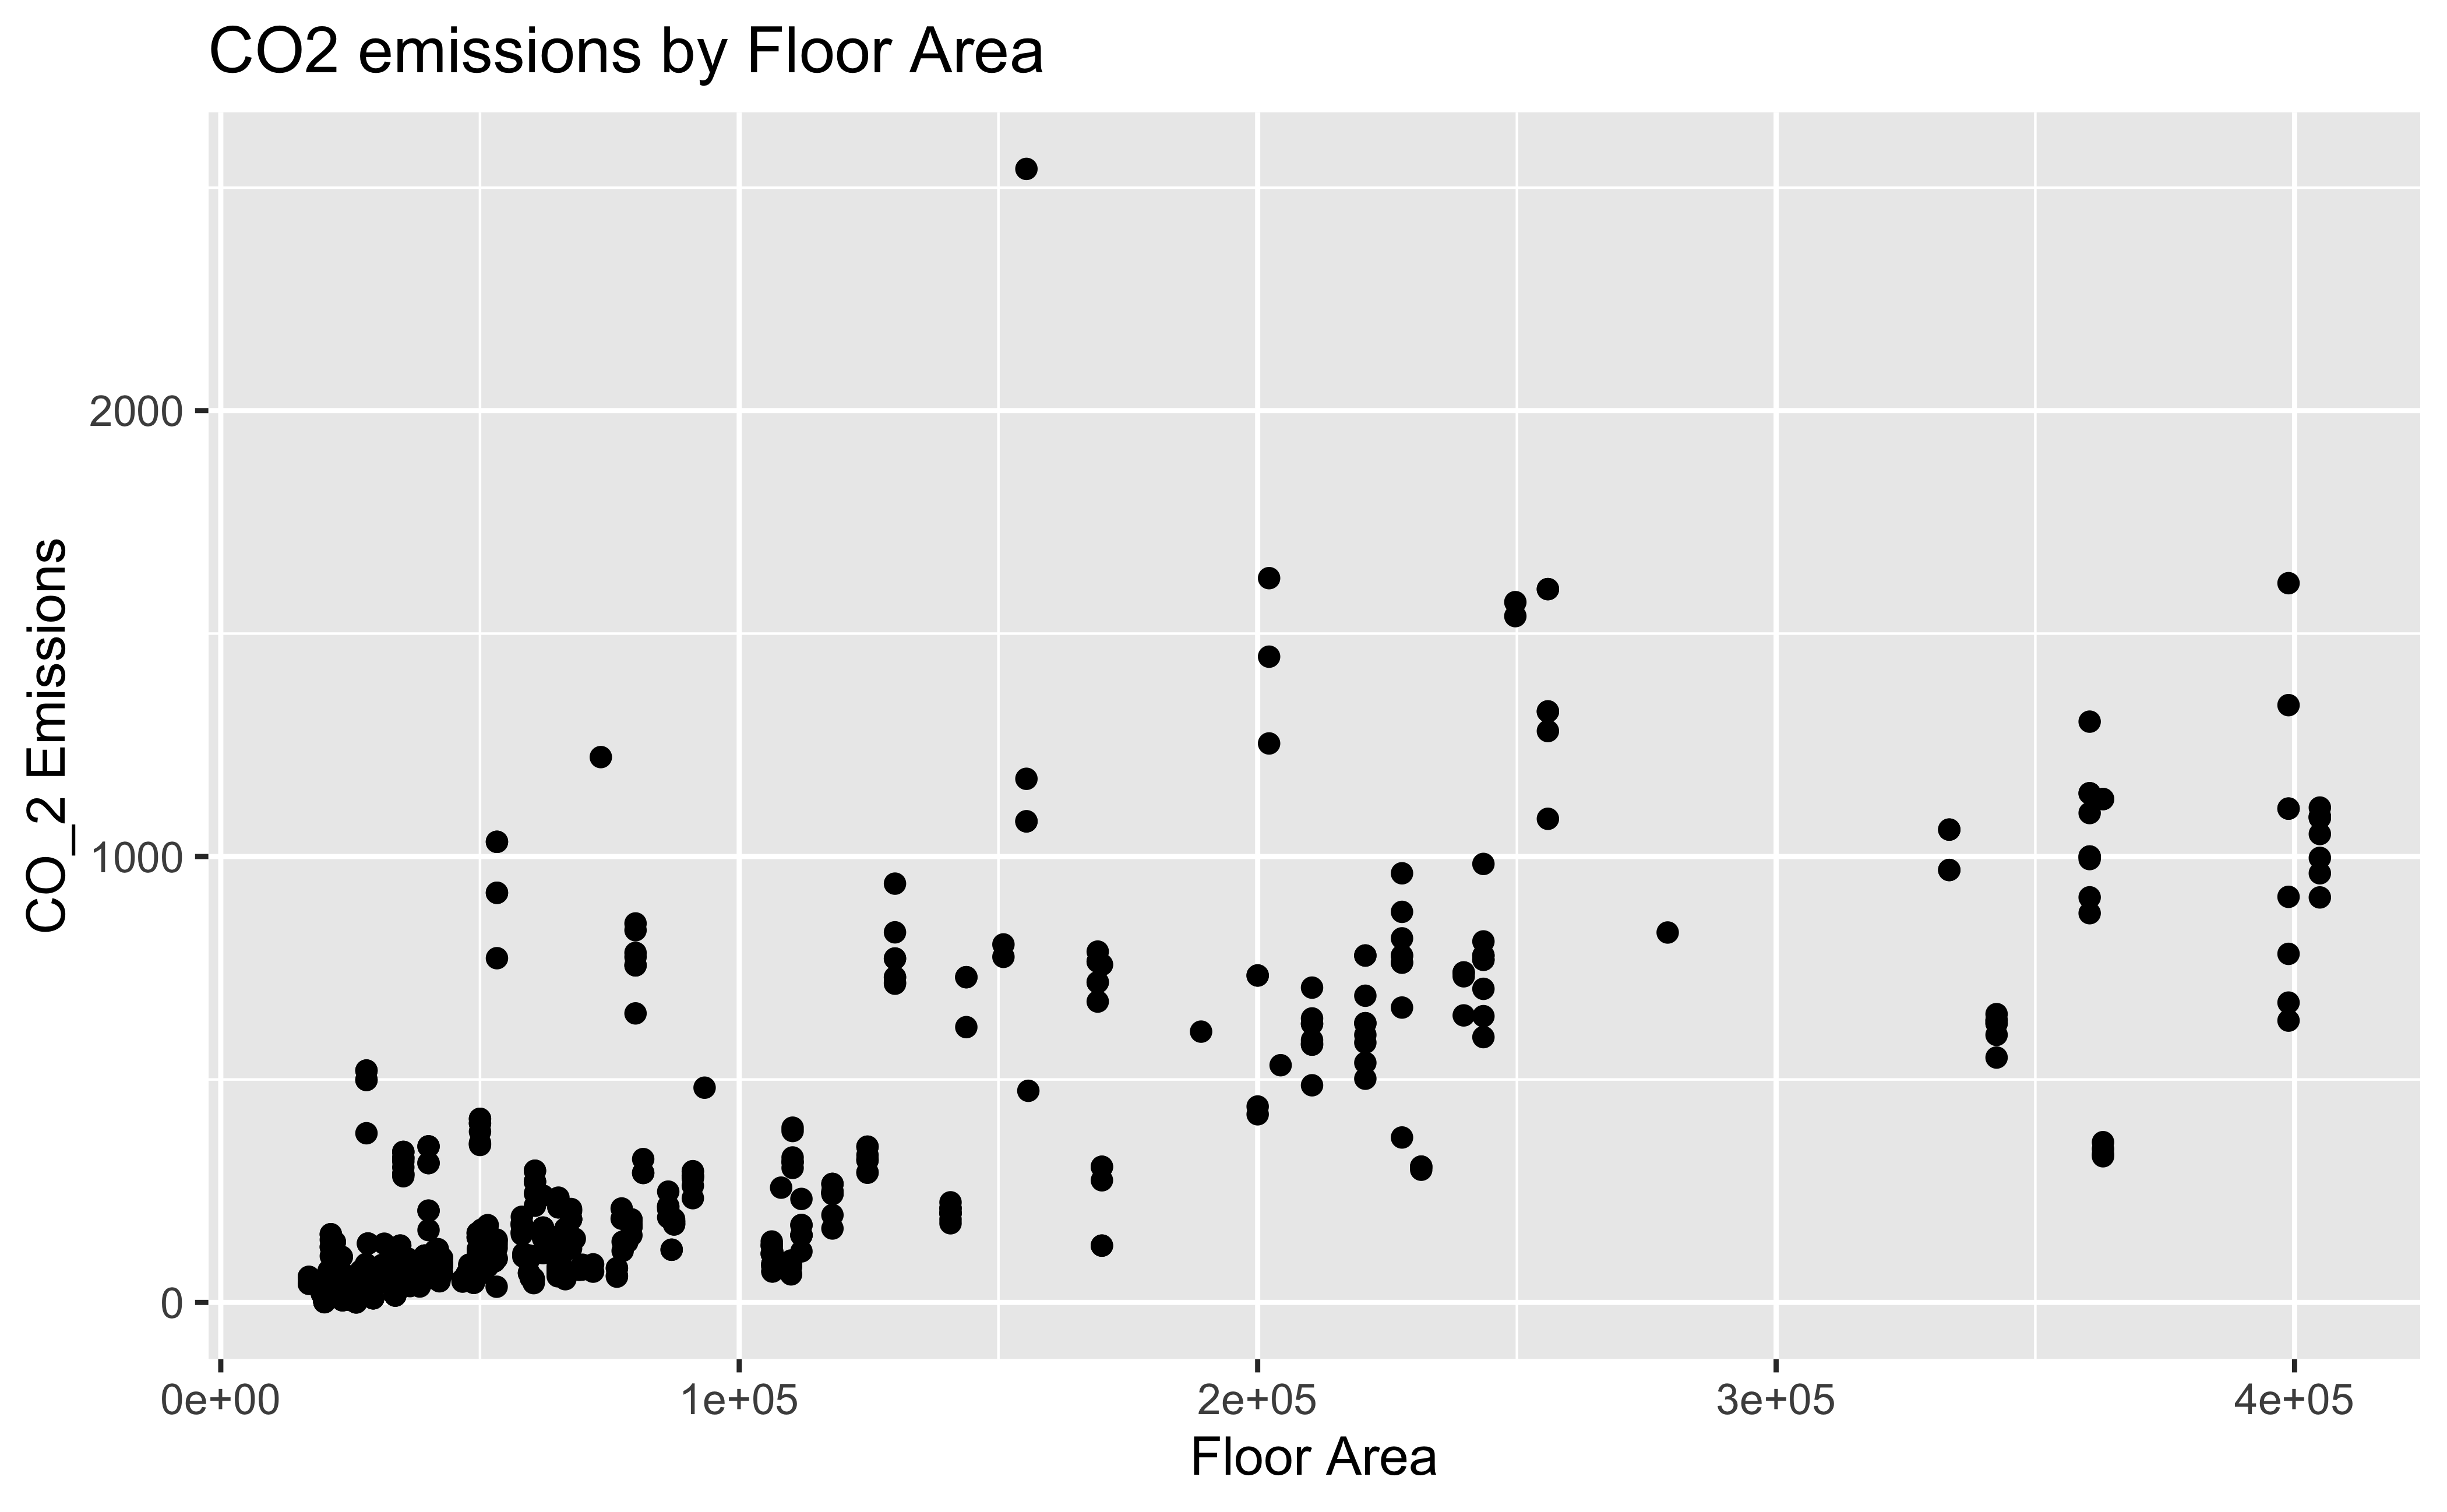 CO2 emissions by Floor Area
CO_2 Emissions
2000
1000
0
0e+00 1e+05 2e+05 3e+05 4e+05
Floor Area